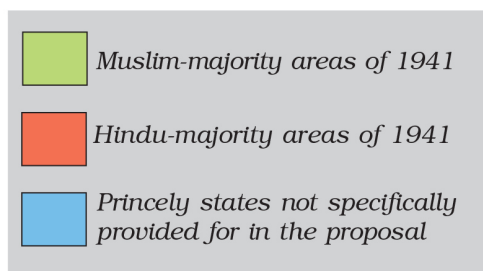 Muslim-majority areas of 1941
Hindu-majority areas of 1941
Princely states not specifically
provided for in the proposal